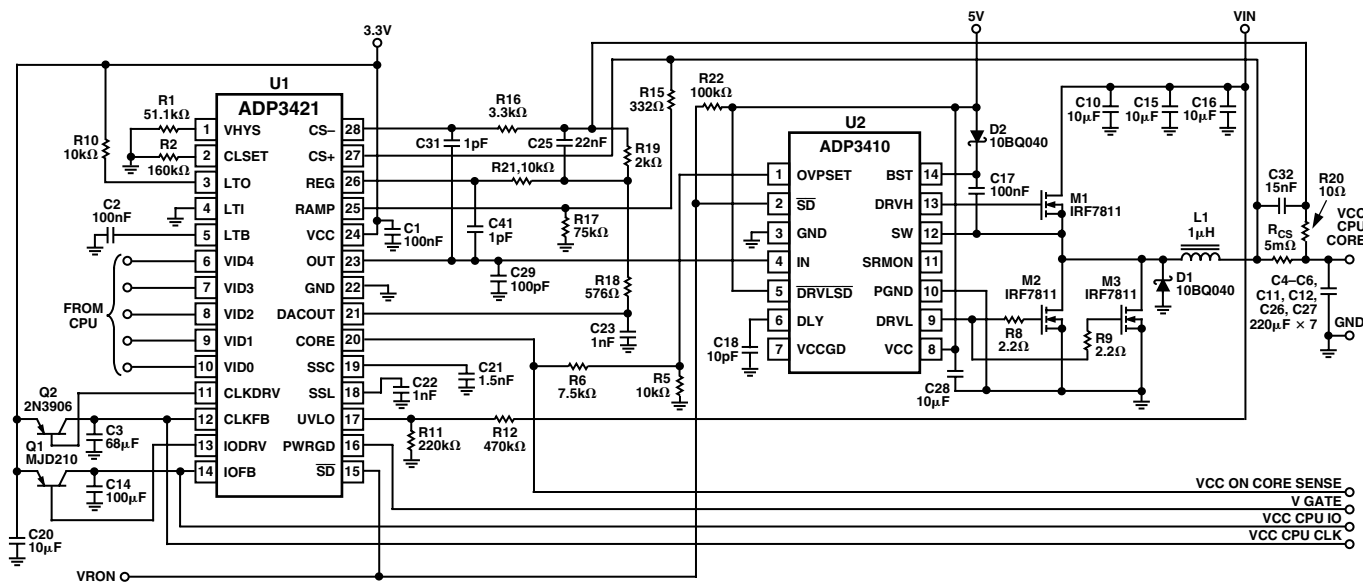 3.3V
5V
VIN
U1
ADP3421
R1
51.1kΩ
R2
160kΩ
R10
10kΩ
C2
100nF
FROM
CPU
Q2
2N3906
C3
68μF
Q1
MJD210
C14
100μF
C20
10μF
VRON
1 VHYS
2 CLSET
3 LTO
4 LTI
5 LTB
6 VID4
7 VID3
8 VID2
9 VID1
10 VID0
11 CLKDRV
12 CLKFB
13 IODRV
14 IOFB
CS– 28
CS+ 27
REG 26
RAMP 25
VCC 24
OUT 23
GND 22
DACOUT 21
CORE 20
SSC 19
SSL 18
UVLO 17
PWRGD 16
SD 15
R16
3.3kΩ
C31
1pF
C25
22nF
R21,10kΩ
R19
2kΩ
R15
332Ω
R17
75kΩ
C41
1pF
C1
100nF
C29
100pF
R18
576Ω
C23
1nF
C21
1.5nF
C22
1nF
R6
7.5kΩ
R5
10kΩ
R11
220kΩ
R12
470kΩ
R22
100kΩ
U2
ADP3410
1 OVPSET
2 SD
3 GND
4 IN
5 DRVLSD
6 DLY
7 VCCGD
BST 14
DRVH 13
SW 12
SRMON 11
PGND 10
DRVL 9
VCC 8
C18
10pF
C28
10μF
D2
10BQ040
C17
100nF
M1
IRF7811
M2
IRF7811
M3
IRF7811
R8
2.2Ω
R9
2.2Ω
C10
10μF
C15
10μF
C16
10μF
L1
1μH
D1
10BQ040
C32
15nF
R20
10Ω
RCS
5mΩ
VCC
CPU
CORE
C4–C6,
C11, C12,
C26, C27
220μF × 7
GND
VCC ON CORE SENSE
V GATE
VCC CPU IO
VCC CPU CLK